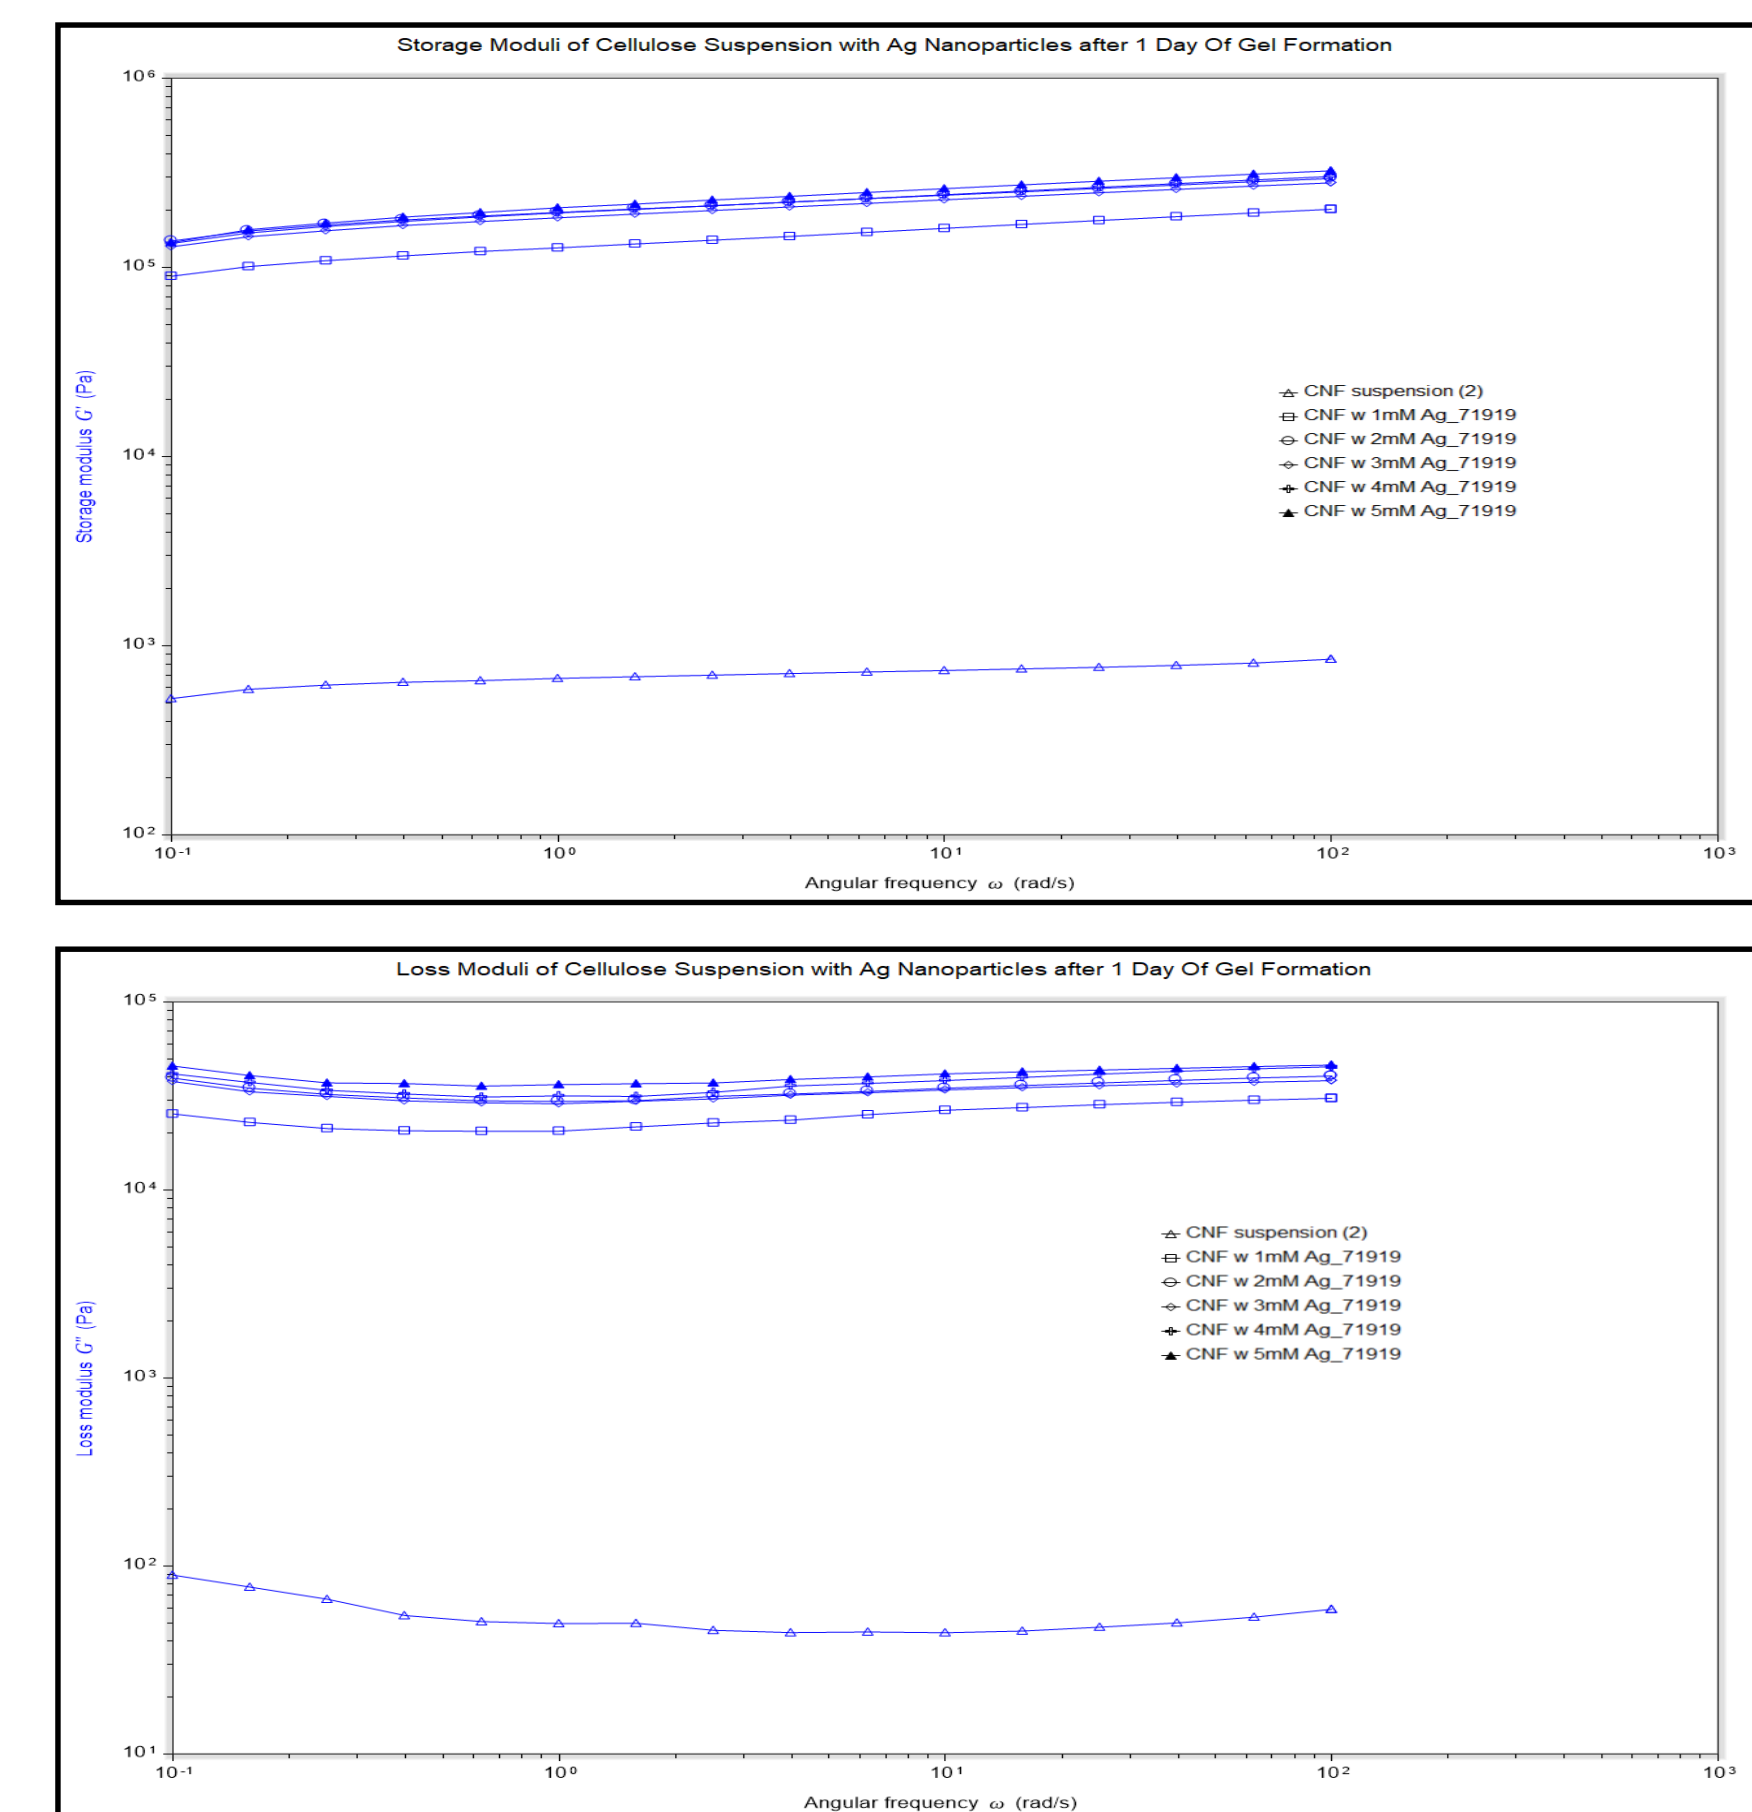 Storage Moduli of Cellulose Suspension with Ag Nanoparticles after 1 Day Of Gel Formation
10⁶
10⁵
10⁴
10³
10²
Storage modulus G' (Pa)
CNF suspension (2)
CNF w 1mM Ag_71919
CNF w 2mM Ag_71919
CNF w 3mM Ag_71919
CNF w 4mM Ag_71919
CNF w 5mM Ag_71919
10⁻¹ 10⁰ 10¹ 10² 10³
Angular frequency ω (rad/s)
Loss Moduli of Cellulose Suspension with Ag Nanoparticles after 1 Day Of Gel Formation
10⁵
10⁴
10³
10²
10¹
Loss modulus G" (Pa)
CNF suspension (2)
CNF w 1mM Ag_71919
CNF w 2mM Ag_71919
CNF w 3mM Ag_71919
CNF w 4mM Ag_71919
CNF w 5mM Ag_71919
10⁻¹ 10⁰ 10¹ 10² 10³
Angular frequency ω (rad/s)